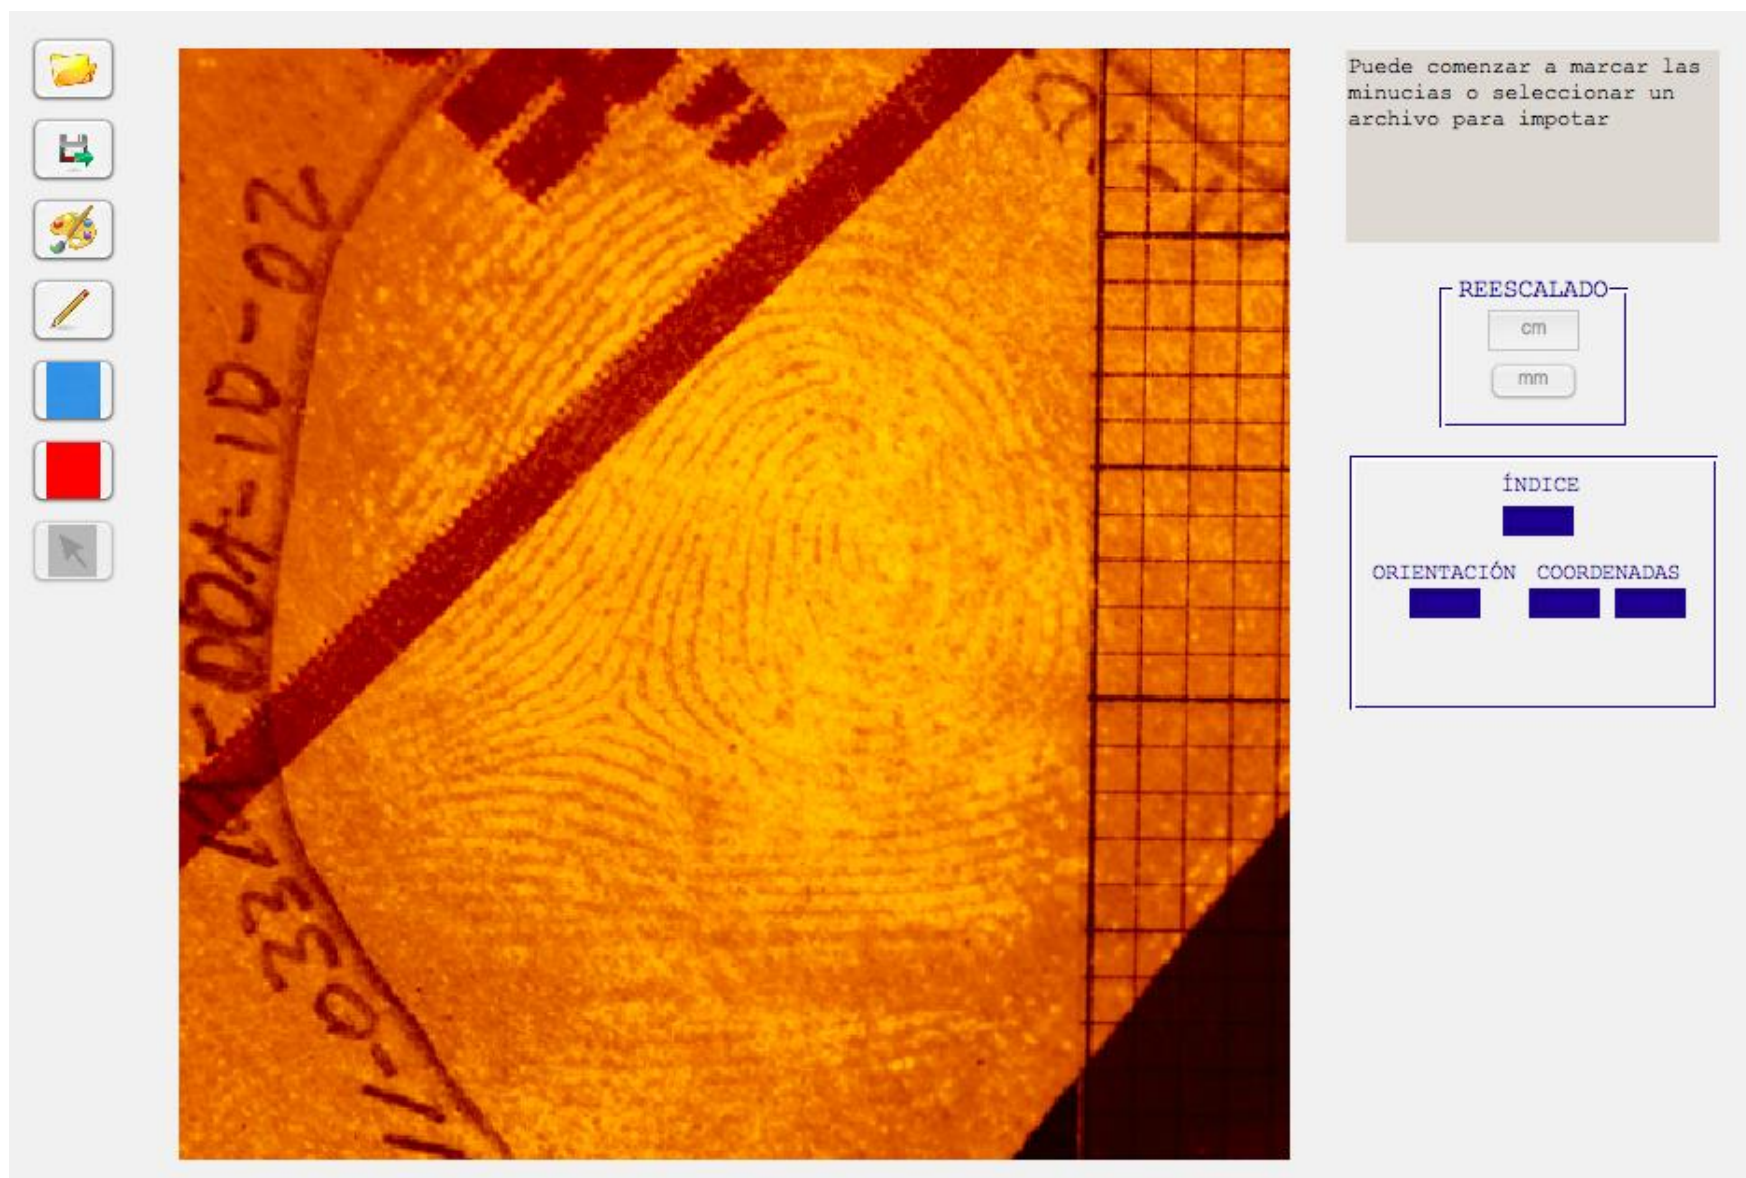 Puede comenzar a marcar las
minucias o seleccionar un
archivo para impotar
REESCALADO
cm
mm
ÍNDICE
ORIENTACIÓN COORDENADAS